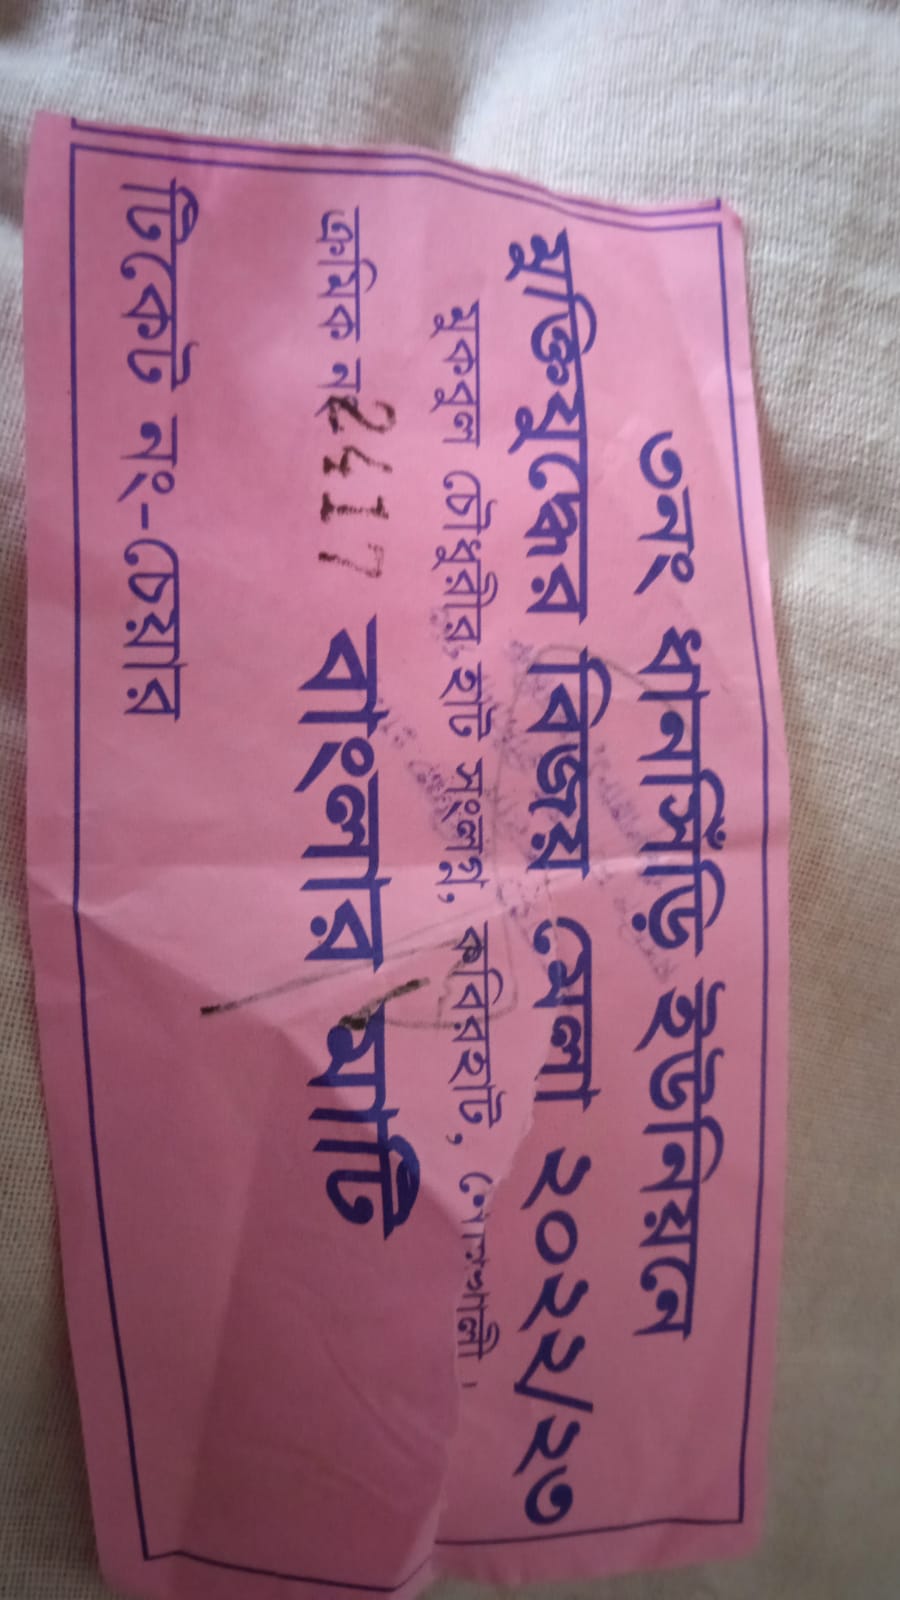 ৩নং ধানসিঁড়ি ইউনিয়নে
মুক্তিযুদ্ধের বিজয় মেলা ২০২২/২৩
মুকবুল চৌধুরীর হাট সংলগ্ন, কবিরহাট, নোয়াখালী।
ক্রমিক নং 2417 বাংলার মাটি
টিকেট নং-চেয়ার